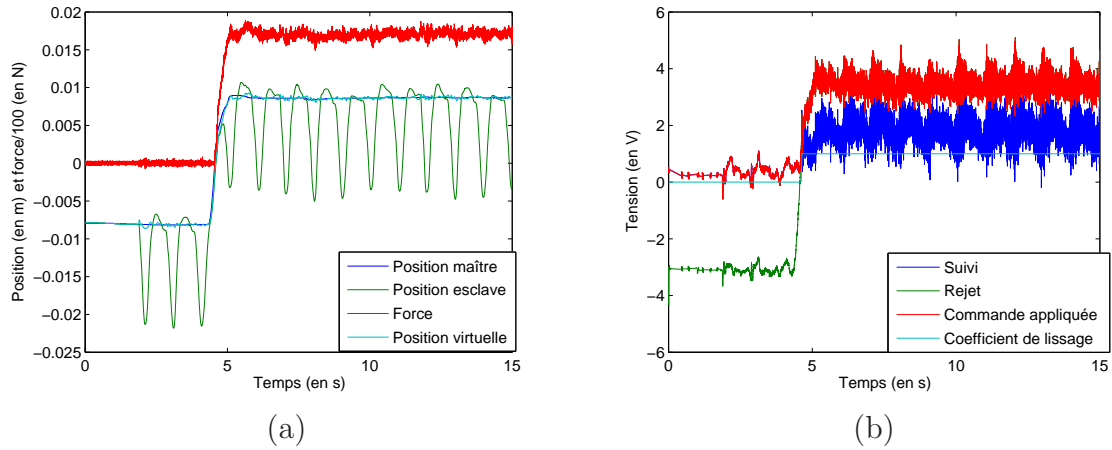 0.02
0.015
0.01
0.005
0
−0.005
−0.01
−0.015
−0.02
−0.025
Position (en m) et force/100 (en N)
0
5
10
15
Temps (en s)
Position maître
Position esclave
Force
Position virtuelle
(a)
6
4
2
0
−2
−4
−6
Tension (en V)
0
5
10
15
Temps (en s)
Suivi
Rejet
Commande appliquée
Coefficient de lissage
(b)